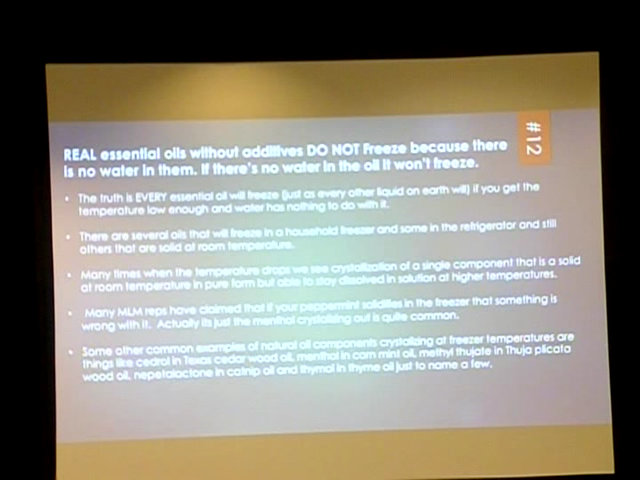 #12
REAL essential oils without additives DO NOT Freeze because there
is no water in them. If there's no water in the oil it won't freeze.
• The truth is EVERY essential oil will freeze (just as every other liquid on earth will) if you get the
temperature low enough and water has nothing to do with it.
• There are several oils that will freeze in a household freezer and some in the refrigerator and still
others that are solid at room temperature.
• Many times when the temperature drops we see crystallization of a single component that is a solid
at room temperature in pure form but able to stay dissolved in solution at higher temperatures.
• Many MLM reps have claimed that if your peppermint solidifies in the freezer that something is
wrong with it. Actually its just the menthol crystalizing out is quite common.
• Some other common examples of natural oil components crystalizing at freezer temperatures are
things like cedrol in Texas cedar wood oil, menthol in corn mint oil, methyl thujate in Thuja plicata
wood oil, nepetalactone in catnip oil and thymol in thyme oil just to name a few.